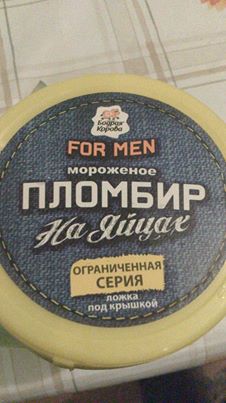 Бодрая
Корова
FOR MEN
мороженое
ПЛОМБИР
На Яйцах
ОГРАНИЧЕННАЯ
СЕРИЯ
ложка
под крышкой